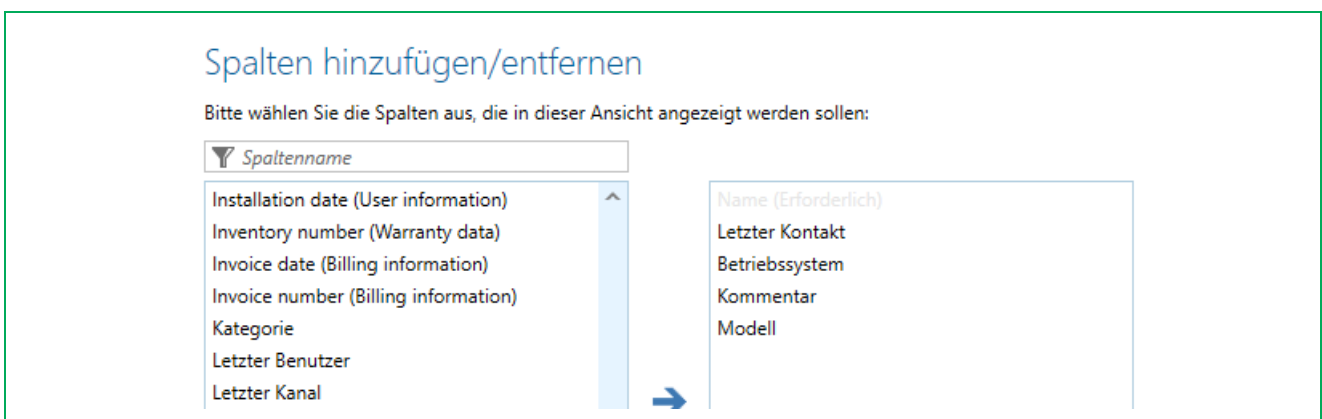 Spalten hinzufügen/entfernen
Bitte wählen Sie die Spalten aus, die in dieser Ansicht angezeigt werden sollen:
Spaltenname
Installation date (User information)
Inventory number (Warranty data)
Invoice date (Billing information)
Invoice number (Billing information)
Kategorie
Letzter Benutzer
Letzter Kanal
Name (Erforderlich)
Letzter Kontakt
Betriebssystem
Kommentar
Modell